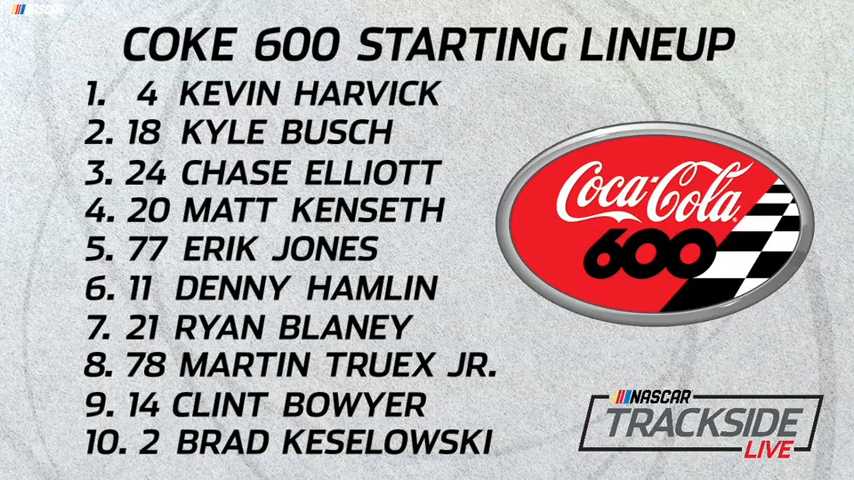 NASCAR
COKE 600 STARTING LINEUP
1. 4 KEVIN HARVICK
2. 18 KYLE BUSCH
3. 24 CHASE ELLIOTT
4. 20 MATT KENSETH
5. 77 ERIK JONES
6. 11 DENNY HAMLIN
7. 21 RYAN BLANEY
8. 78 MARTIN TRUEX JR.
9. 14 CLINT BOWYER
10. 2 BRAD KESELOWSKI
Coca-Cola
600
NASCAR
TRACKSIDE
LIVE